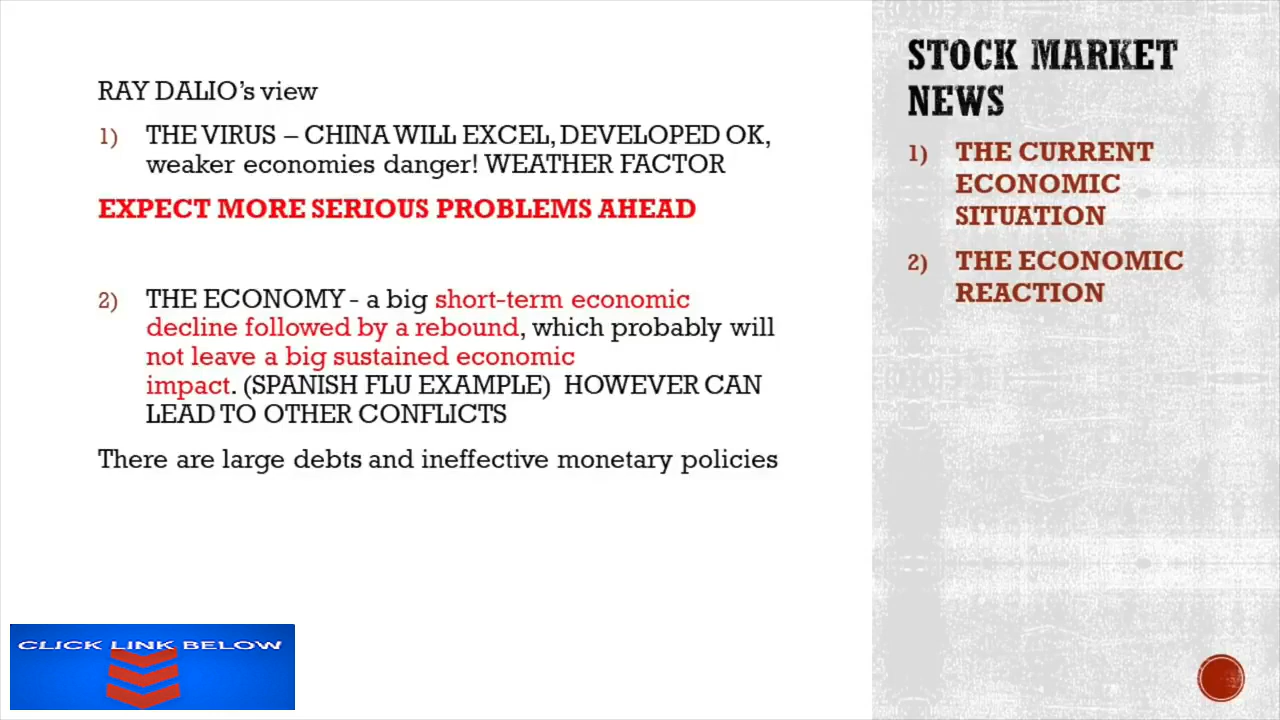 RAY DALIO’s view
1) THE VIRUS – CHINA WILL EXCEL, DEVELOPED OK,
weaker economies danger! WEATHER FACTOR
EXPECT MORE SERIOUS PROBLEMS AHEAD
2) THE ECONOMY - a big short-term economic
decline followed by a rebound, which probably will
not leave a big sustained economic
impact. (SPANISH FLU EXAMPLE) HOWEVER CAN
LEAD TO OTHER CONFLICTS
There are large debts and ineffective monetary policies
CLICK LINK BELOW
STOCK MARKET
NEWS
1) THE CURRENT
ECONOMIC
SITUATION
2) THE ECONOMIC
REACTION